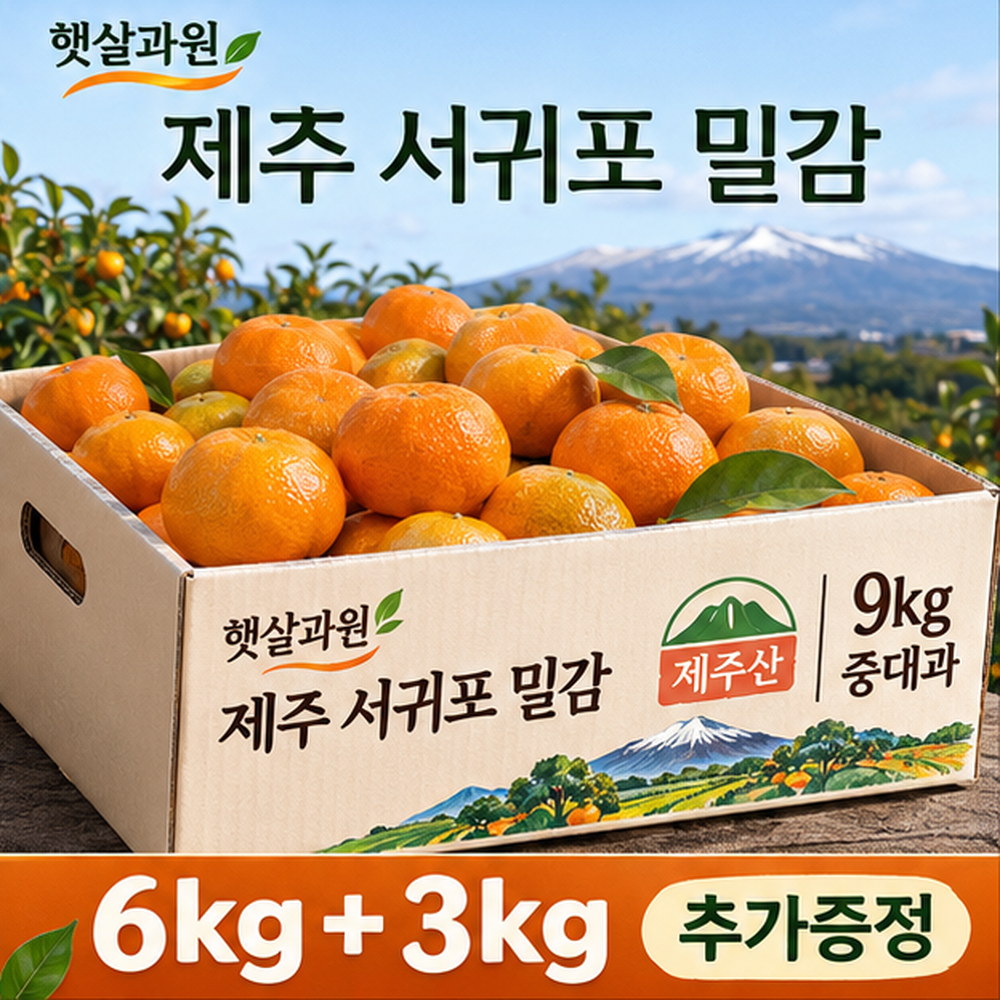 햇살과원
제추 서귀포 밀감
햇살과원
제주 서귀포 밀감
제주산
9kg
중대과
6kg+3kg 추가증정